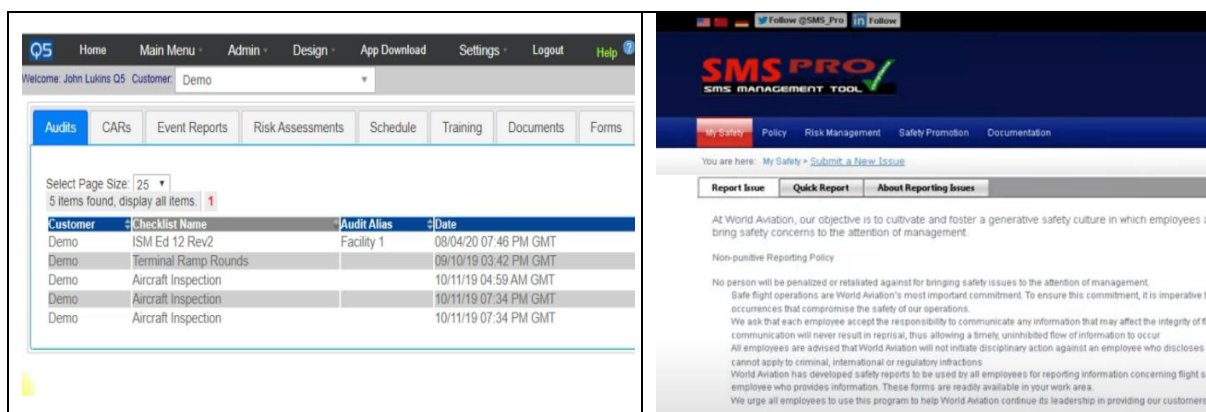 Q5 Home Main Menu Admin Design App Download Settings Logout Help ?
Welcome: John Lukins Q5 Customer: Demo
Audits CARs Event Reports Risk Assessments Schedule Training Documents Forms
Select Page Size: 25
5 items found, display all items. 1
Customer Checklist Name Audit Alias Date
Demo ISM Ed 12 Rev2 Facility 1 08/04/20 07:46 PM GMT
Demo Terminal Ramp Rounds 09/10/19 03:42 PM GMT
Demo Aircraft Inspection 10/11/19 04:59 AM GMT
Demo Aircraft Inspection 10/11/19 07:34 PM GMT
Demo Aircraft Inspection 10/11/19 07:34 PM GMT
Follow @SMS_Pro in Follow
SMS PRO
SMS MANAGEMENT TOOL
My Safety Policy Risk Management Safety Promotion Documentation
You are here: My Safety > Submit a New Issue
Report Issue Quick Report About Reporting Issues
At World Aviation, our objective is to cultivate and foster a generative safety culture in which employees
bring safety concerns to the attention of management.
Non-punitive Reporting Policy
No person will be penalized or retaliated against for bringing safety issues to the attention of management.
Safe flight operations are World Aviation's most important commitment. To ensure this commitment, it is imperative
occurrences that compromise the safety of our operations.
We ask that each employee accept the responsibility to communicate any information that may affect the integrity of
communication will never result in reprisal, thus allowing a timely, uninhibited flow of information to occur
All employees are advised that World Aviation will not initiate disciplinary action against an employee who discloses
cannot apply to criminal, international or regulatory infractions
World Aviation has developed safety reports to be used by all employees for reporting information concerning flight
employee who provides information. These forms are readily available in your work area.
We urge all employees to use this program to help World Aviation continue its leadership in providing our customers